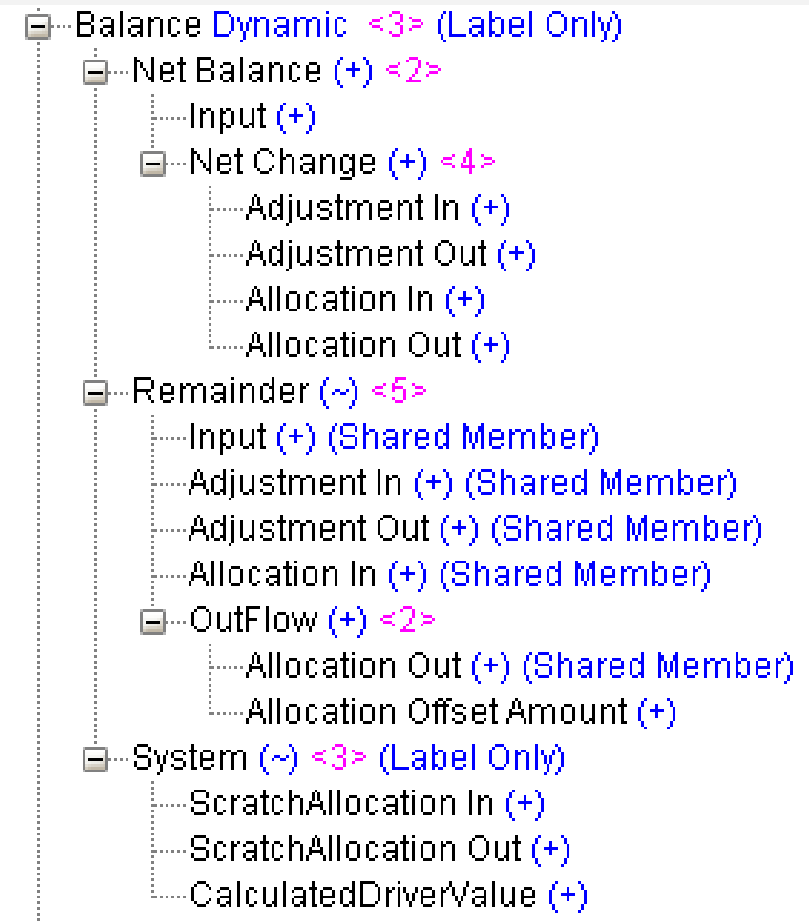 Balance Dynamic <3> (Label Only)
Net Balance (+) <2>
Input (+)
Net Change (+) <4>
Adjustment In (+)
Adjustment Out (+)
Allocation In (+)
Allocation Out (+)
Remainder (~) <5>
Input (+) (Shared Member)
Adjustment In (+) (Shared Member)
Adjustment Out (+) (Shared Member)
Allocation In (+) (Shared Member)
OutFlow (+) <2>
Allocation Out (+) (Shared Member)
Allocation Offset Amount (+)
System (~) <3> (Label Only)
ScratchAllocation In (+)
ScratchAllocation Out (+)
CalculatedDriverValue (+)